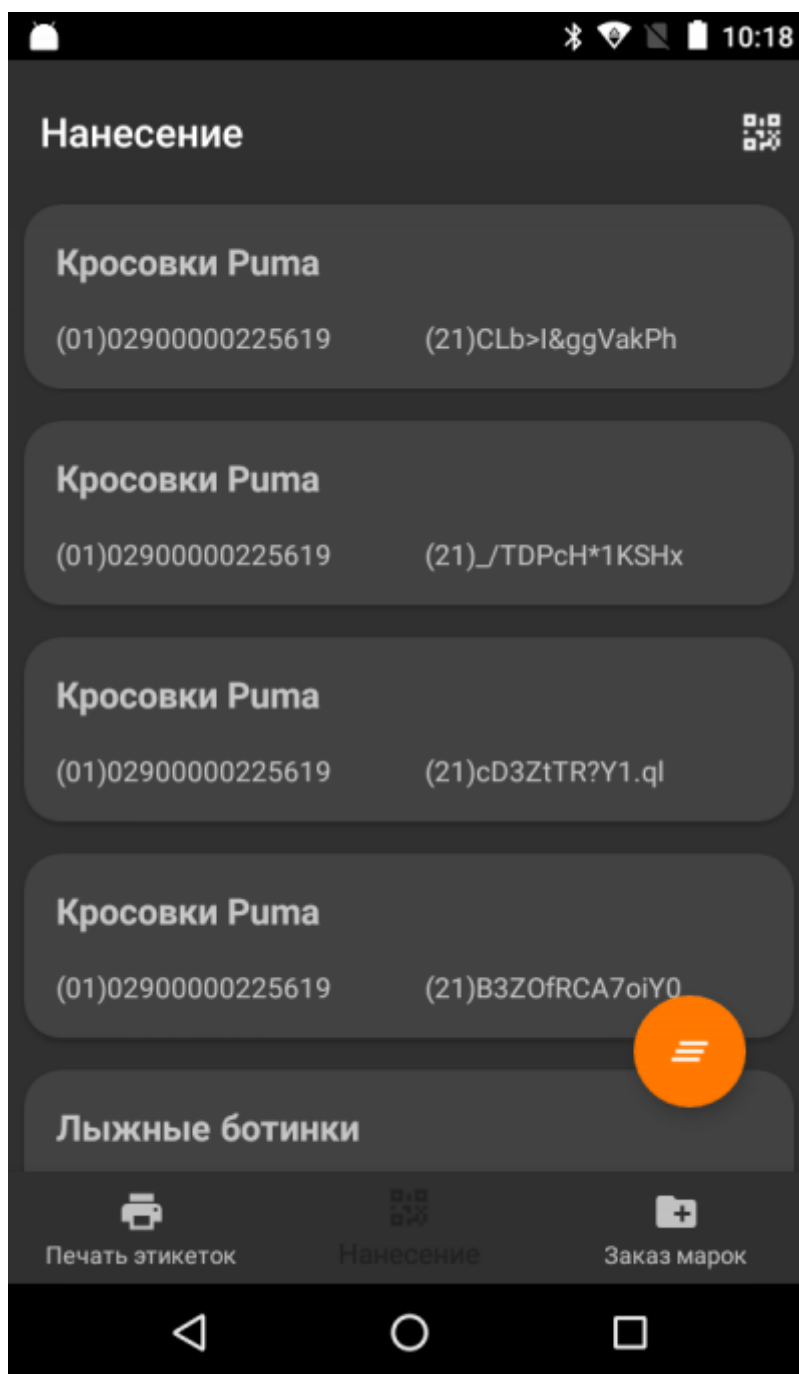 10:18
Нанесение
Кросовки Puma
(01)02900000225619 (21)CLb>I&ggVakPh
Кросовки Puma
(01)02900000225619 (21)_/TDPcH*1KSHx
Кросовки Puma
(01)02900000225619 (21)cD3ZtTR?Y1.ql
Кросовки Puma
(01)02900000225619 (21)B3ZOfRCA7oiY0
Лыжные ботинки
Печать этикеток Нанесение Заказ марок